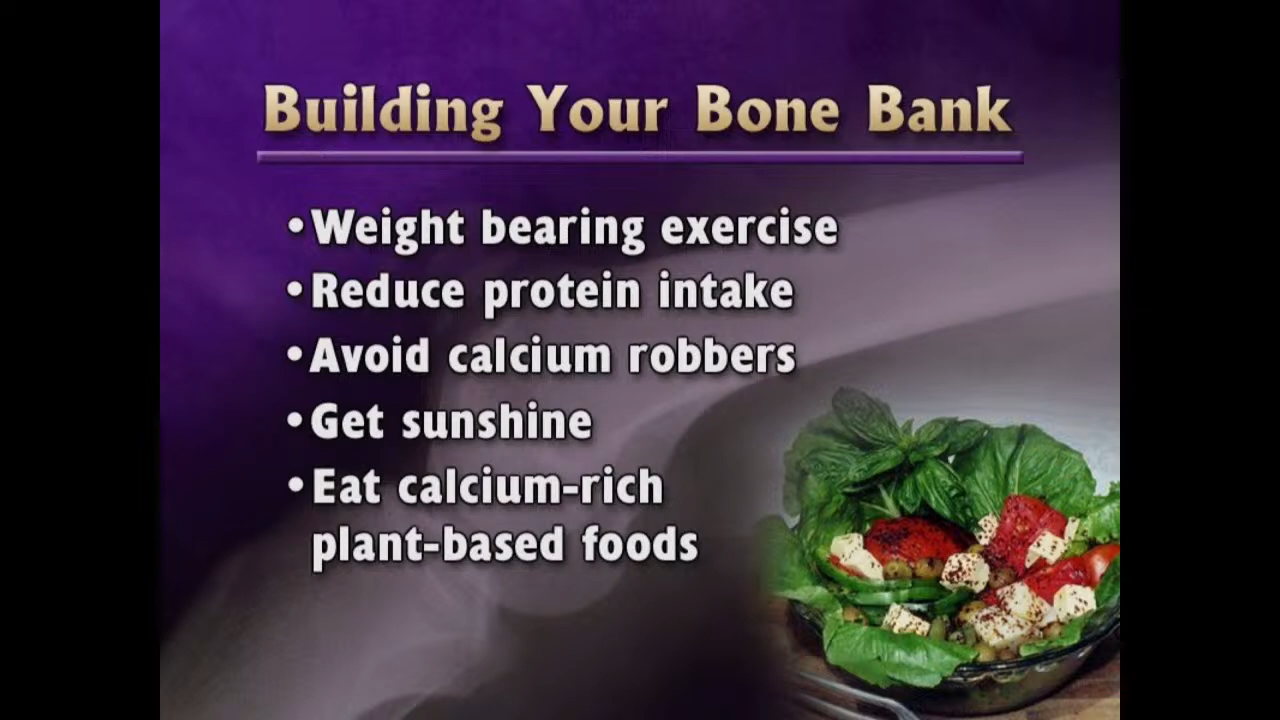 Building Your Bone Bank
•Weight bearing exercise
•Reduce protein intake
•Avoid calcium robbers
•Get sunshine
•Eat calcium-rich
plant-based foods